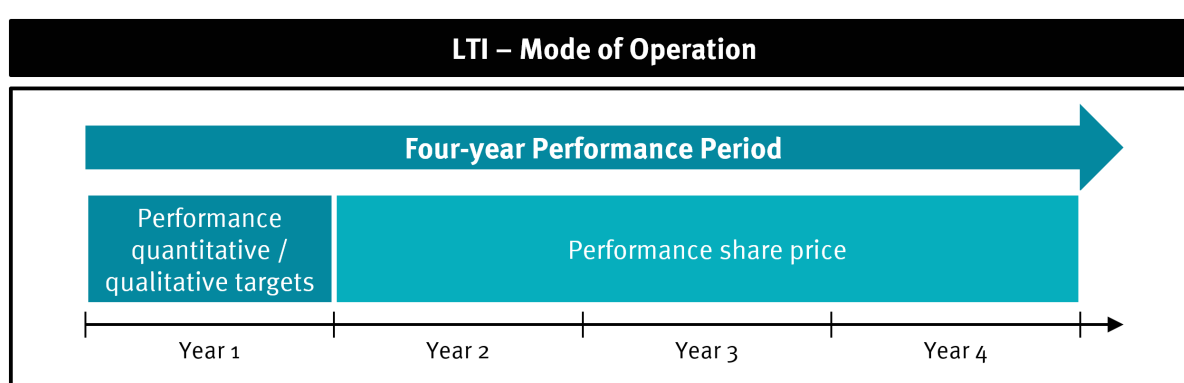 LTI – Mode of Operation
Four-year Performance Period
Performance
quantitative /
qualitative targets
Performance share price
Year 1
Year 2
Year 3
Year 4